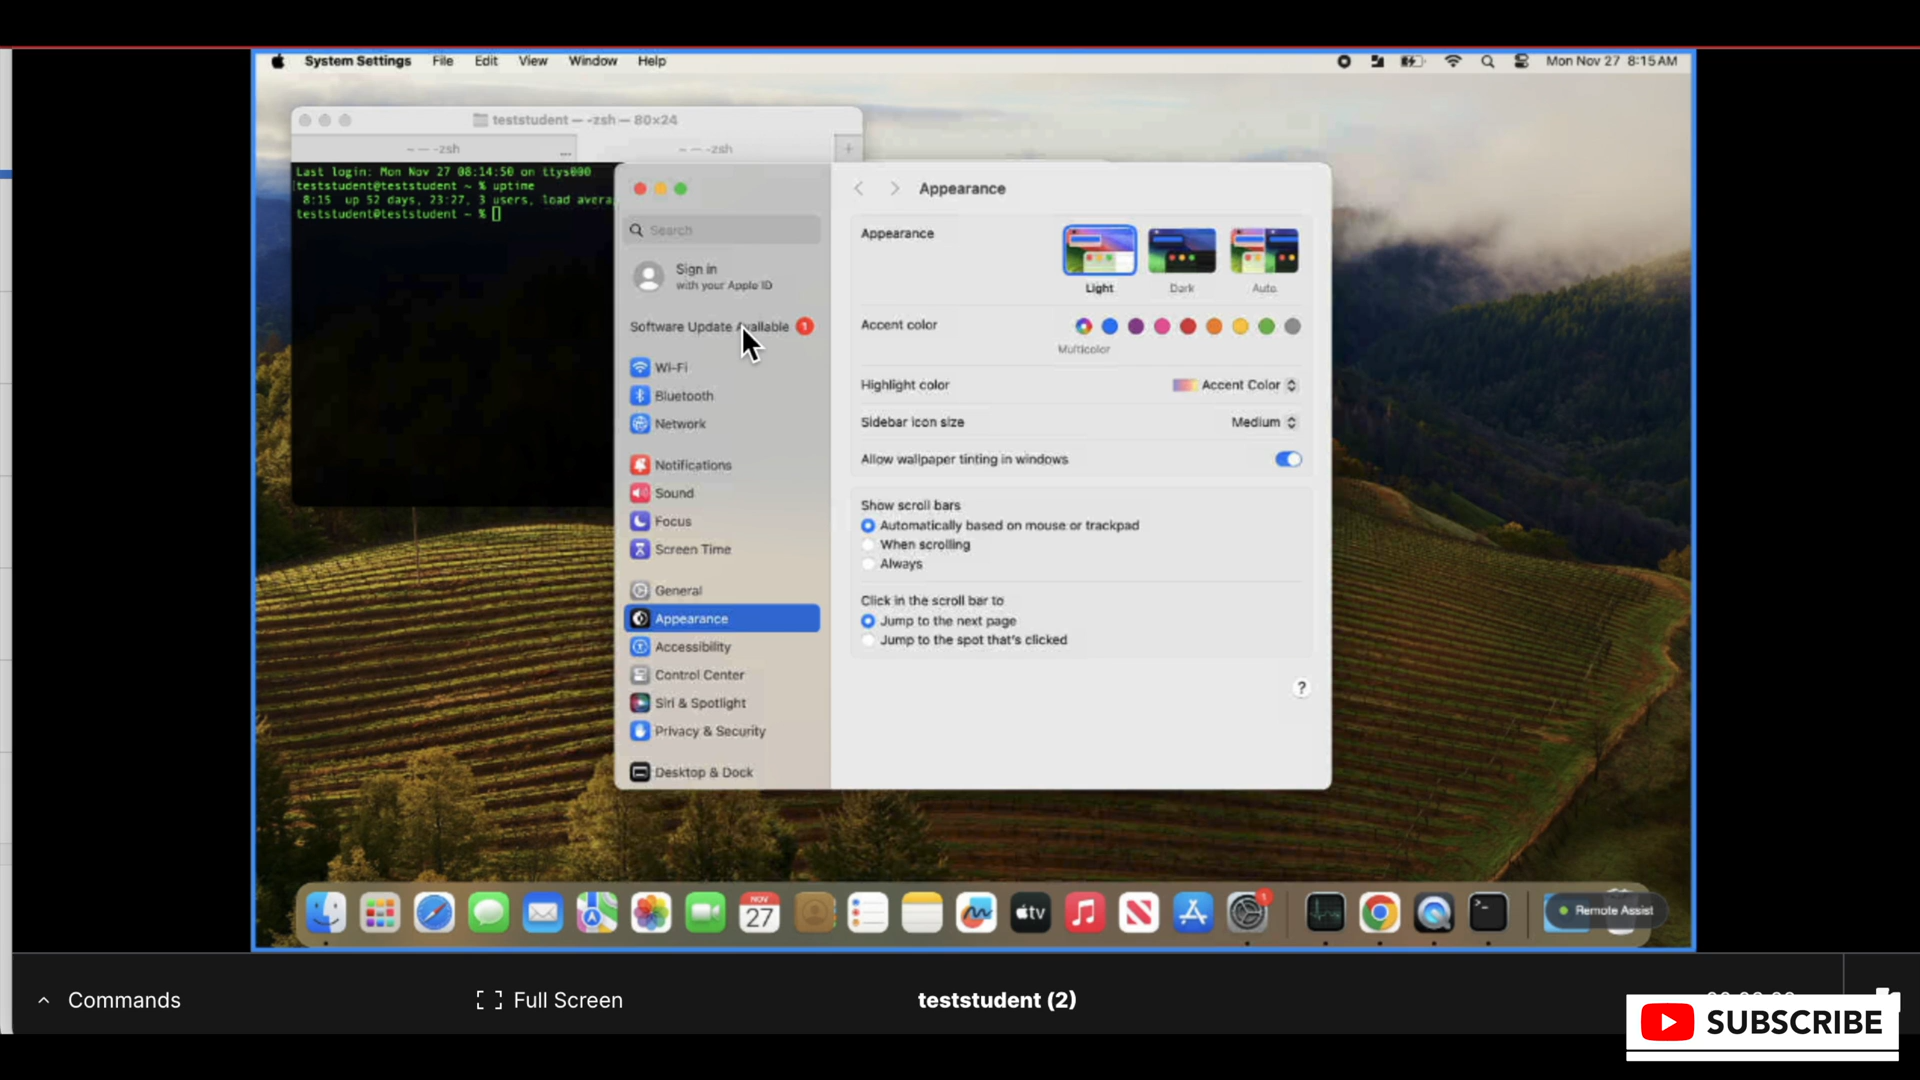 System Settings File Edit View Window Help
Mon Nov 27 8:15 AM
teststudent — -zsh — 80×24
~ — -zsh
...
~ — -zsh
+
Last login: Mon Nov 27 08:14:50 on ttys000
[teststudent@teststudent ~ % uptime
8:15 up 52 days, 23:27, 3 users, load avera
teststudent@teststudent ~ %
Search
Sign in
with your Apple ID
Software Update Available 1
Wi-Fi
Bluetooth
Network
Notifications
Sound
Focus
Screen Time
General
Appearance
Accessibility
Control Center
Siri & Spotlight
Privacy & Security
Desktop & Dock
Appearance
Appearance
Light
Dark
Auto
Accent color
Multicolor
Highlight color
Accent Color
Sidebar icon size
Medium
Allow wallpaper tinting in windows
Show scroll bars
Automatically based on mouse or trackpad
When scrolling
Always
Click in the scroll bar to
Jump to the next page
Jump to the spot that's clicked
?
NOV
27
tv
1
>_
Remote Assist
Commands
Full Screen
teststudent (2)
SUBSCRIBE